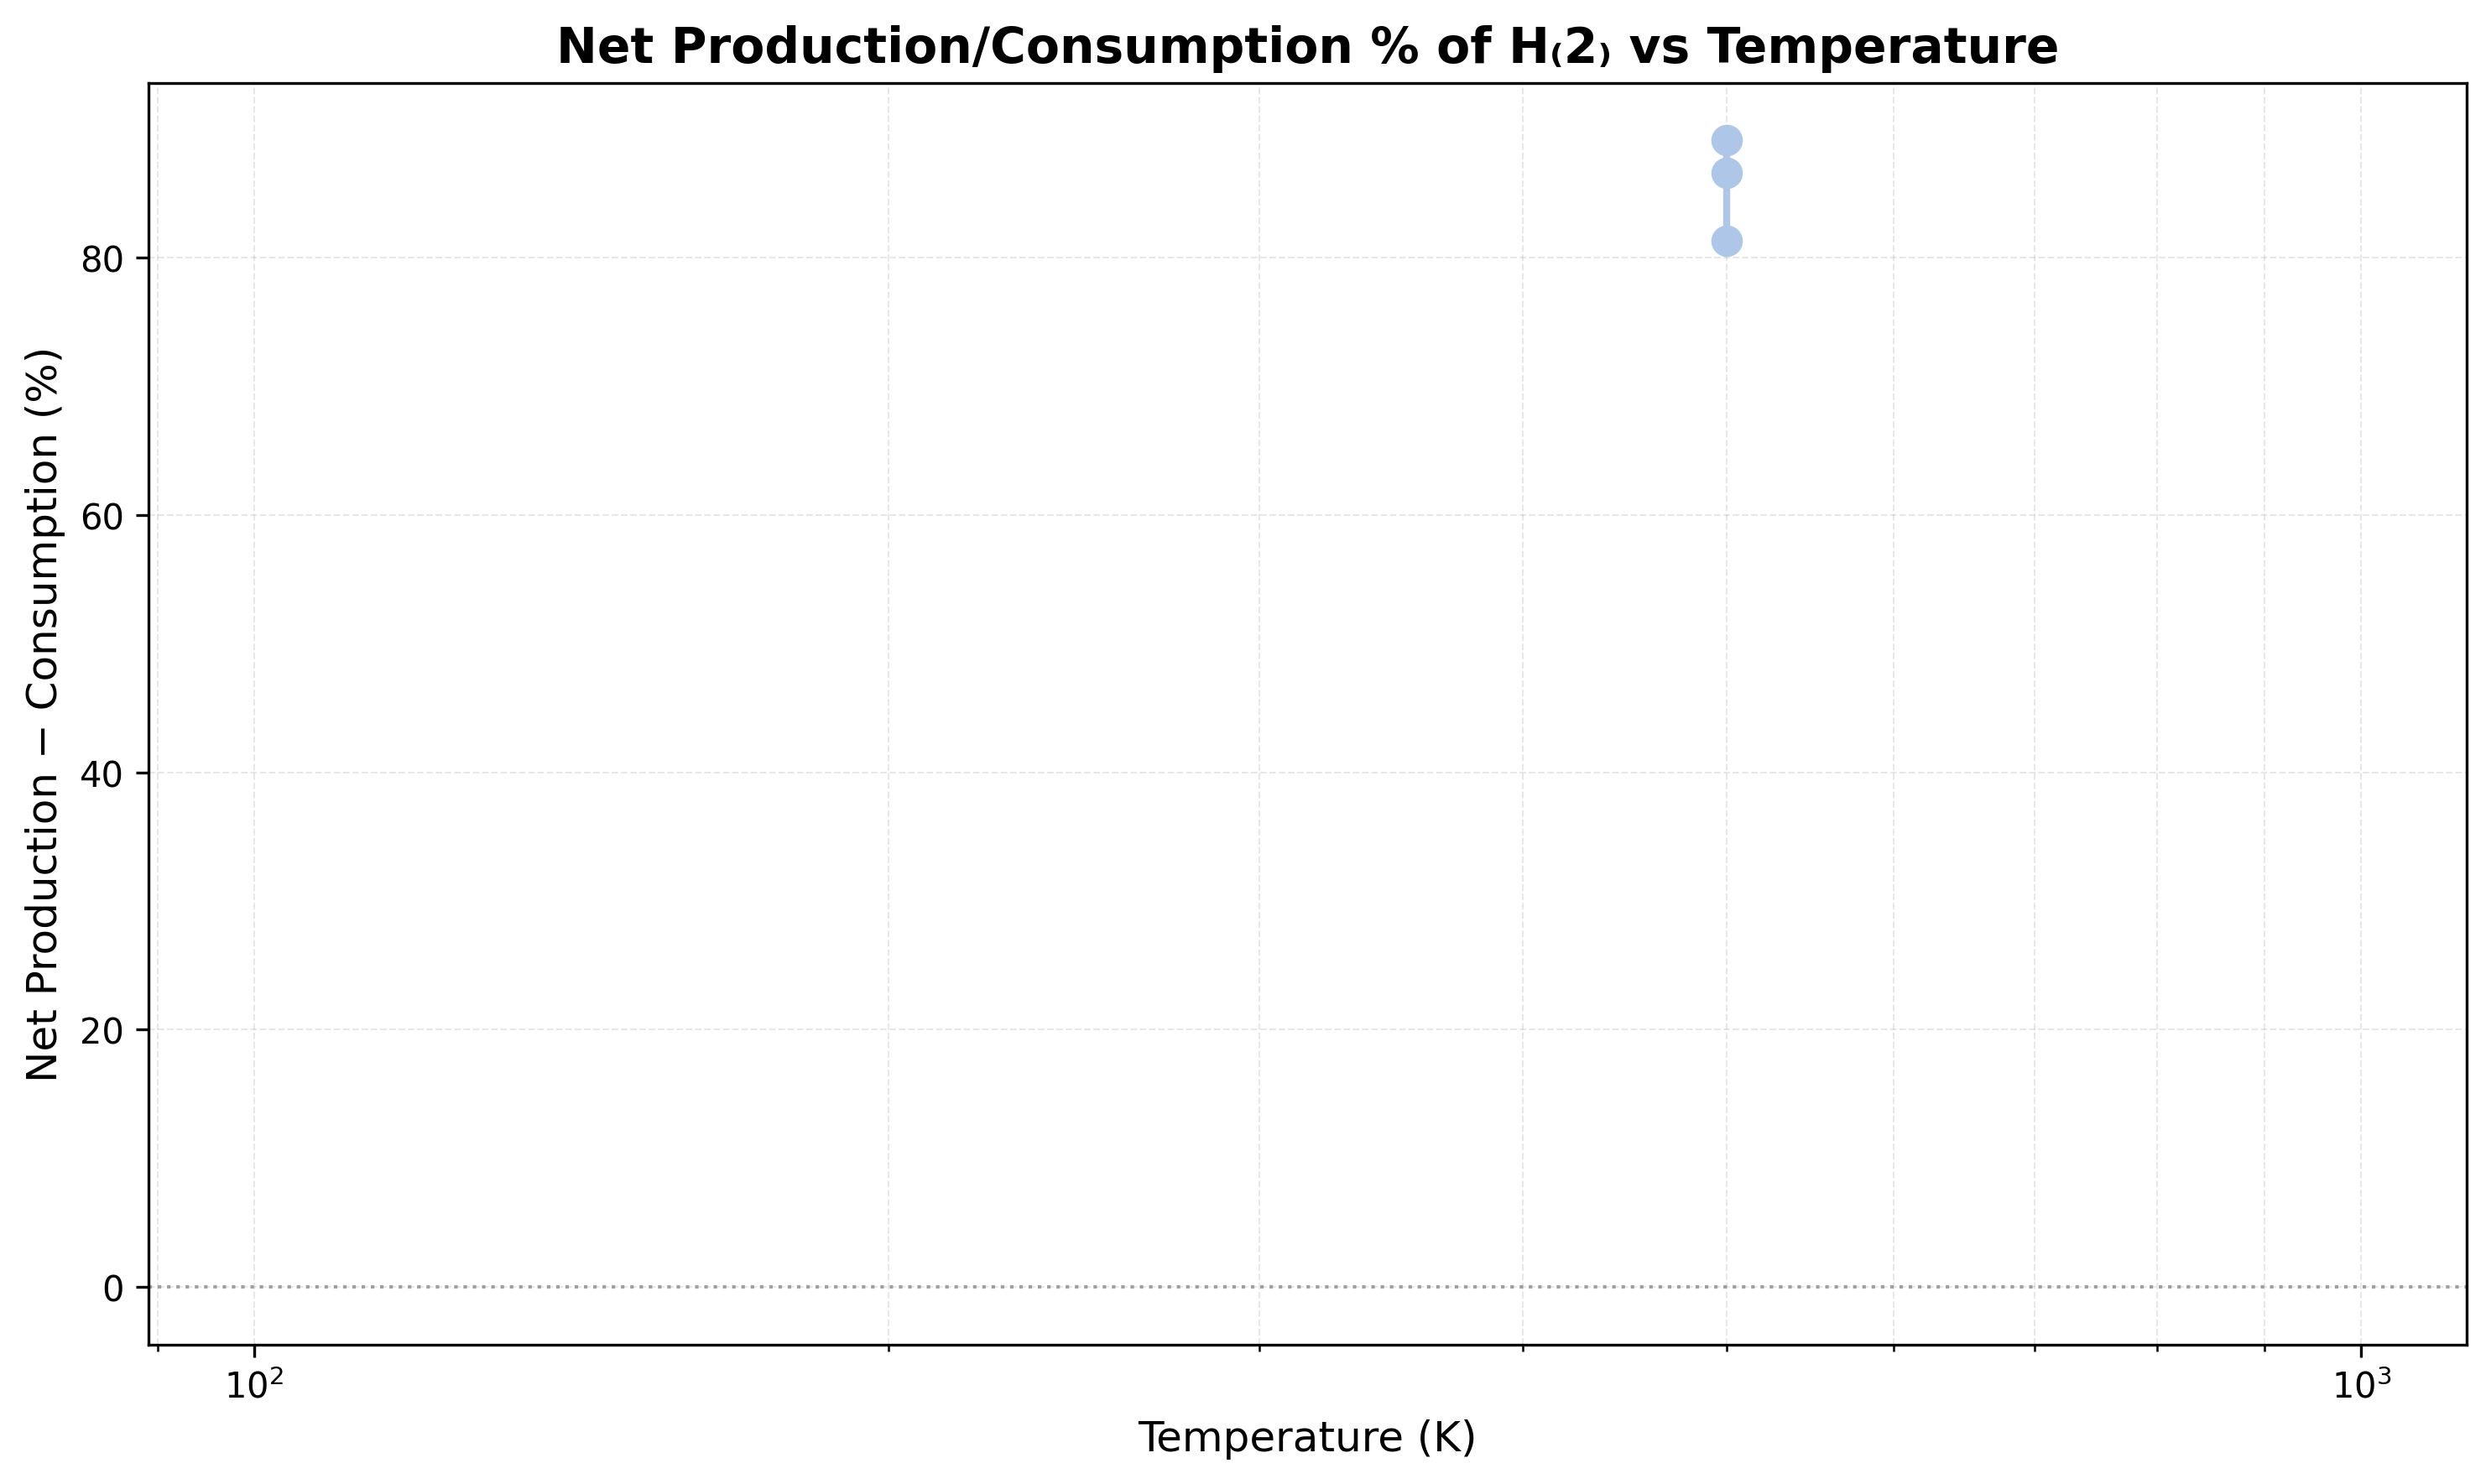 Net Production/Consumption % of H₍2₎ vs Temperature
Net Production − Consumption (%)
80
60
40
20
0
10²
10³
Temperature (K)